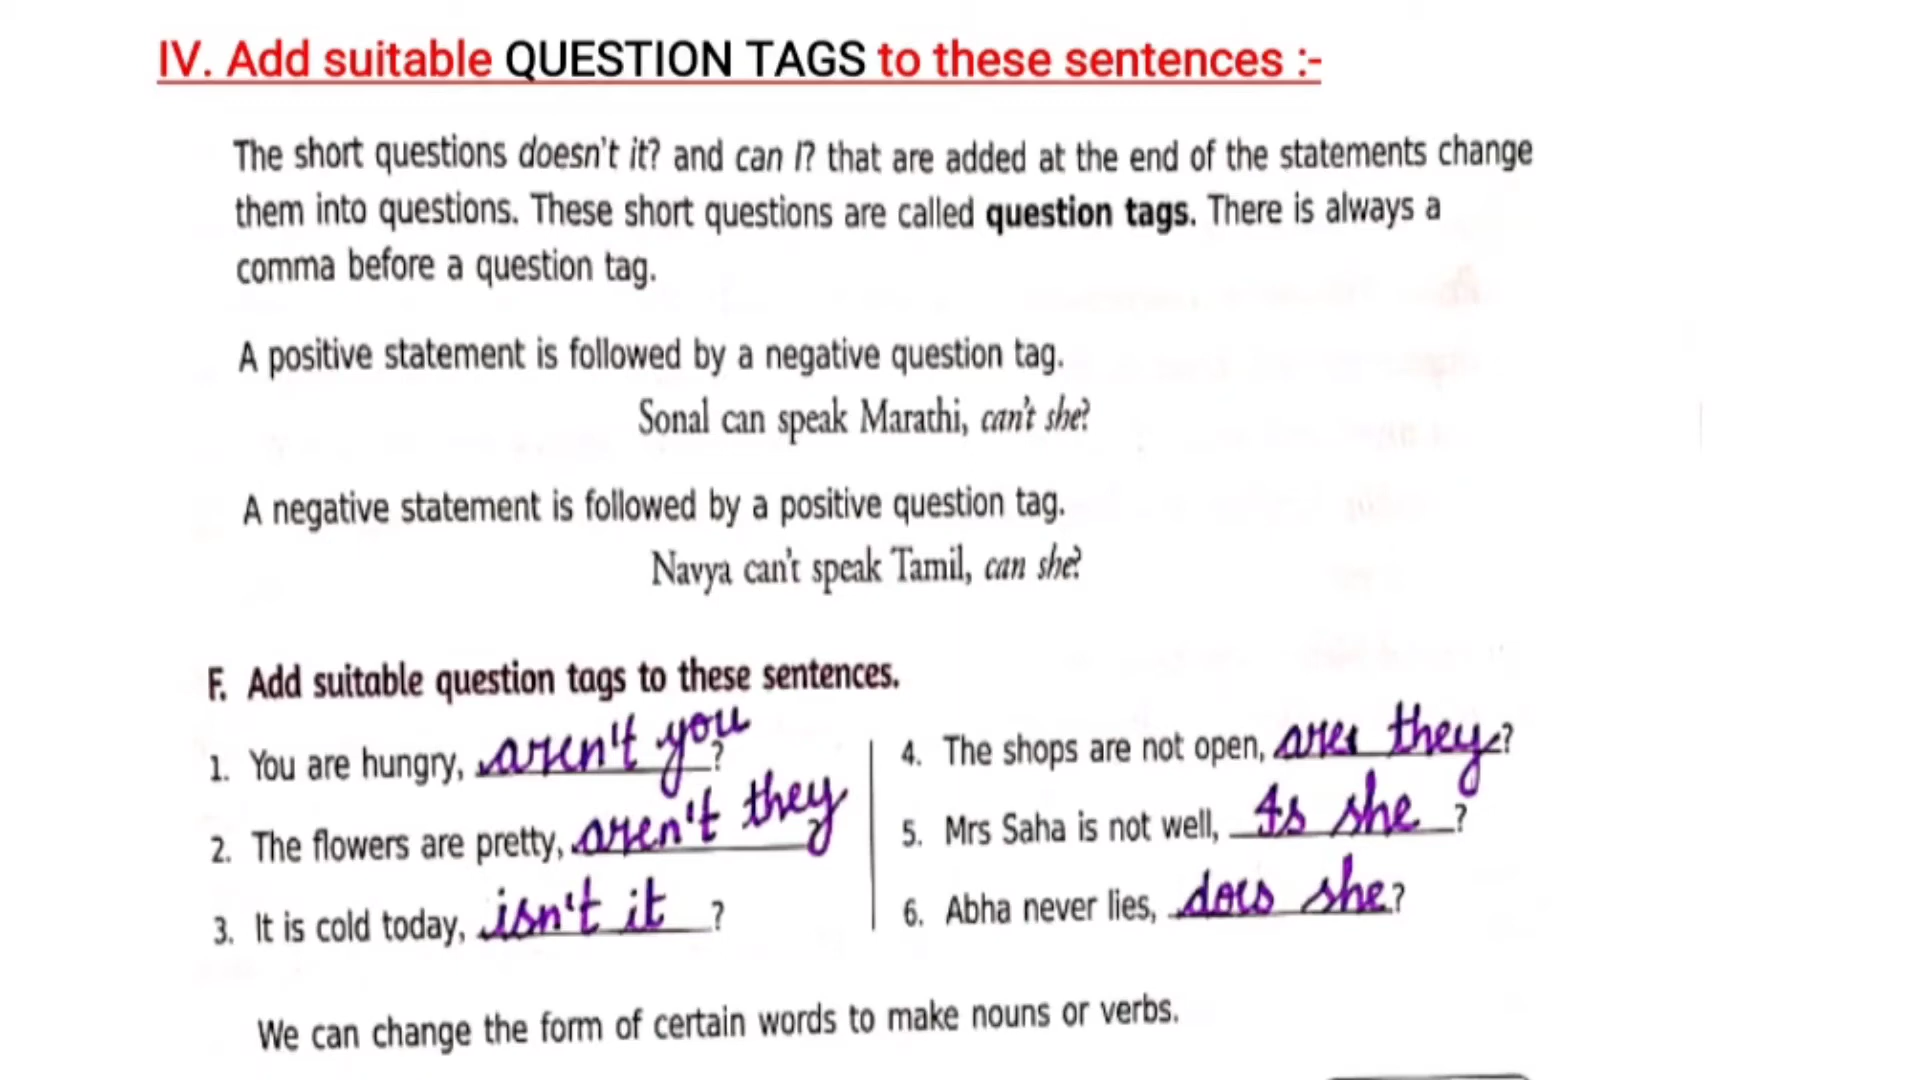 IV. Add suitable QUESTION TAGS to these sentences :-
The short questions doesn't it? and can I? that are added at the end of the statements change
them into questions. These short questions are called question tags. There is always a
comma before a question tag.
A positive statement is followed by a negative question tag.
Sonal can speak Marathi, can't she?
A negative statement is followed by a positive question tag.
Navya can't speak Tamil, can she?
F. Add suitable question tags to these sentences.
1. You are hungry, aren't you?
2. The flowers are pretty, aren't they?
3. It is cold today, isn't it?
4. The shops are not open, are they?
5. Mrs Saha is not well, Is she?
6. Abha never lies, does she?
We can change the form of certain words to make nouns or verbs.